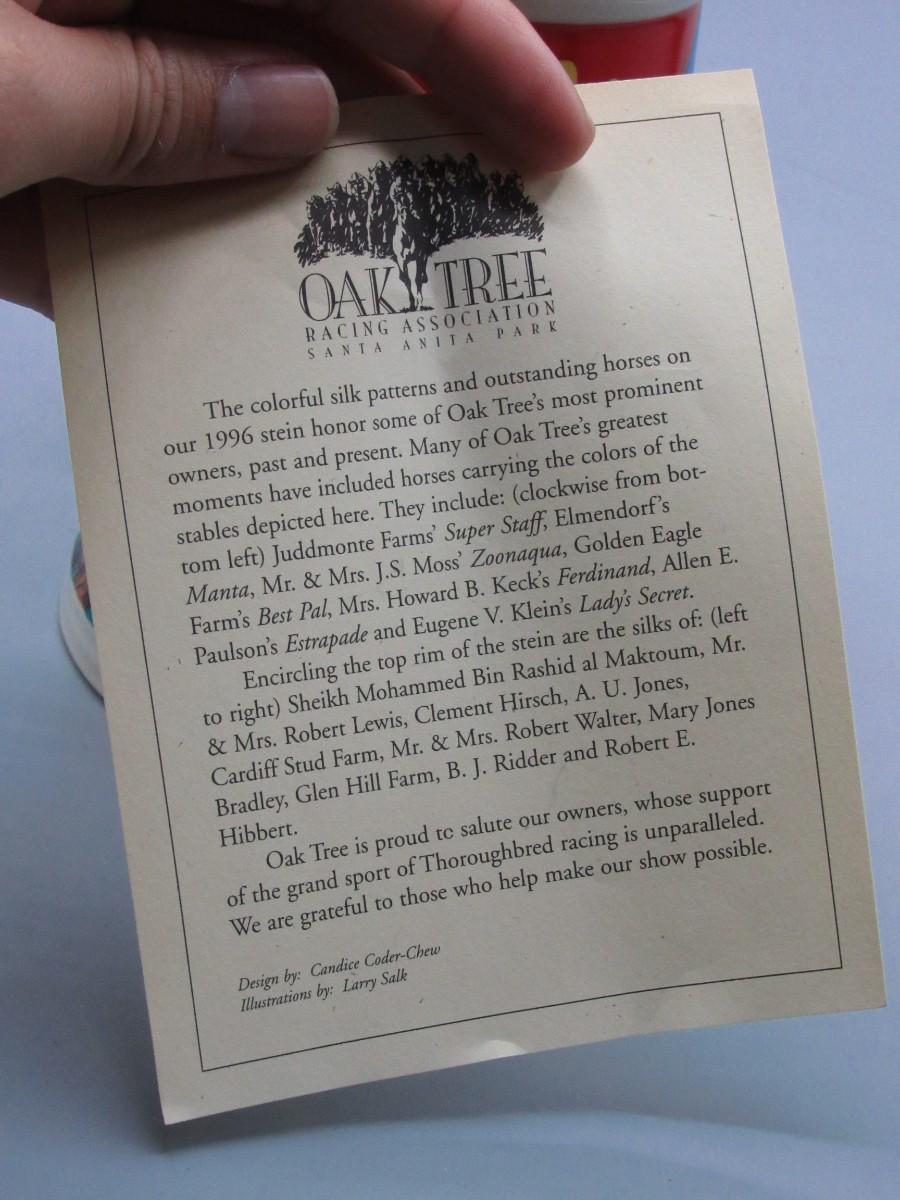 OAK TREE
RACING ASSOCIATION
SANTA ANITA PARK
The colorful silk patterns and outstanding horses on
our 1996 stein honor some of Oak Tree's most prominent
owners, past and present. Many of Oak Tree's greatest
moments have included horses carrying the colors of the
stables depicted here. They include: (clockwise from bot-
tom left) Juddmonte Farms' Super Staff, Elmendorf's
Manta, Mr. & Mrs. J.S. Moss' Zoonaqua, Golden Eagle
Farm's Best Pal, Mrs. Howard B. Keck's Ferdinand, Allen E.
Paulson's Estrapade and Eugene V. Klein's Lady's Secret.
Encircling the top rim of the stein are the silks of: (left
to right) Sheikh Mohammed Bin Rashid al Maktoum, Mr.
& Mrs. Robert Lewis, Clement Hirsch, A. U. Jones,
Cardiff Stud Farm, Mr. & Mrs. Robert Walter, Mary Jones
Bradley, Glen Hill Farm, B. J. Ridder and Robert E.
Hibbert.
Oak Tree is proud to salute our owners, whose support
of the grand sport of Thoroughbred racing is unparalleled.
We are grateful to those who help make our show possible.
Design by: Candice Coder-Chew
Illustrations by: Larry Salk